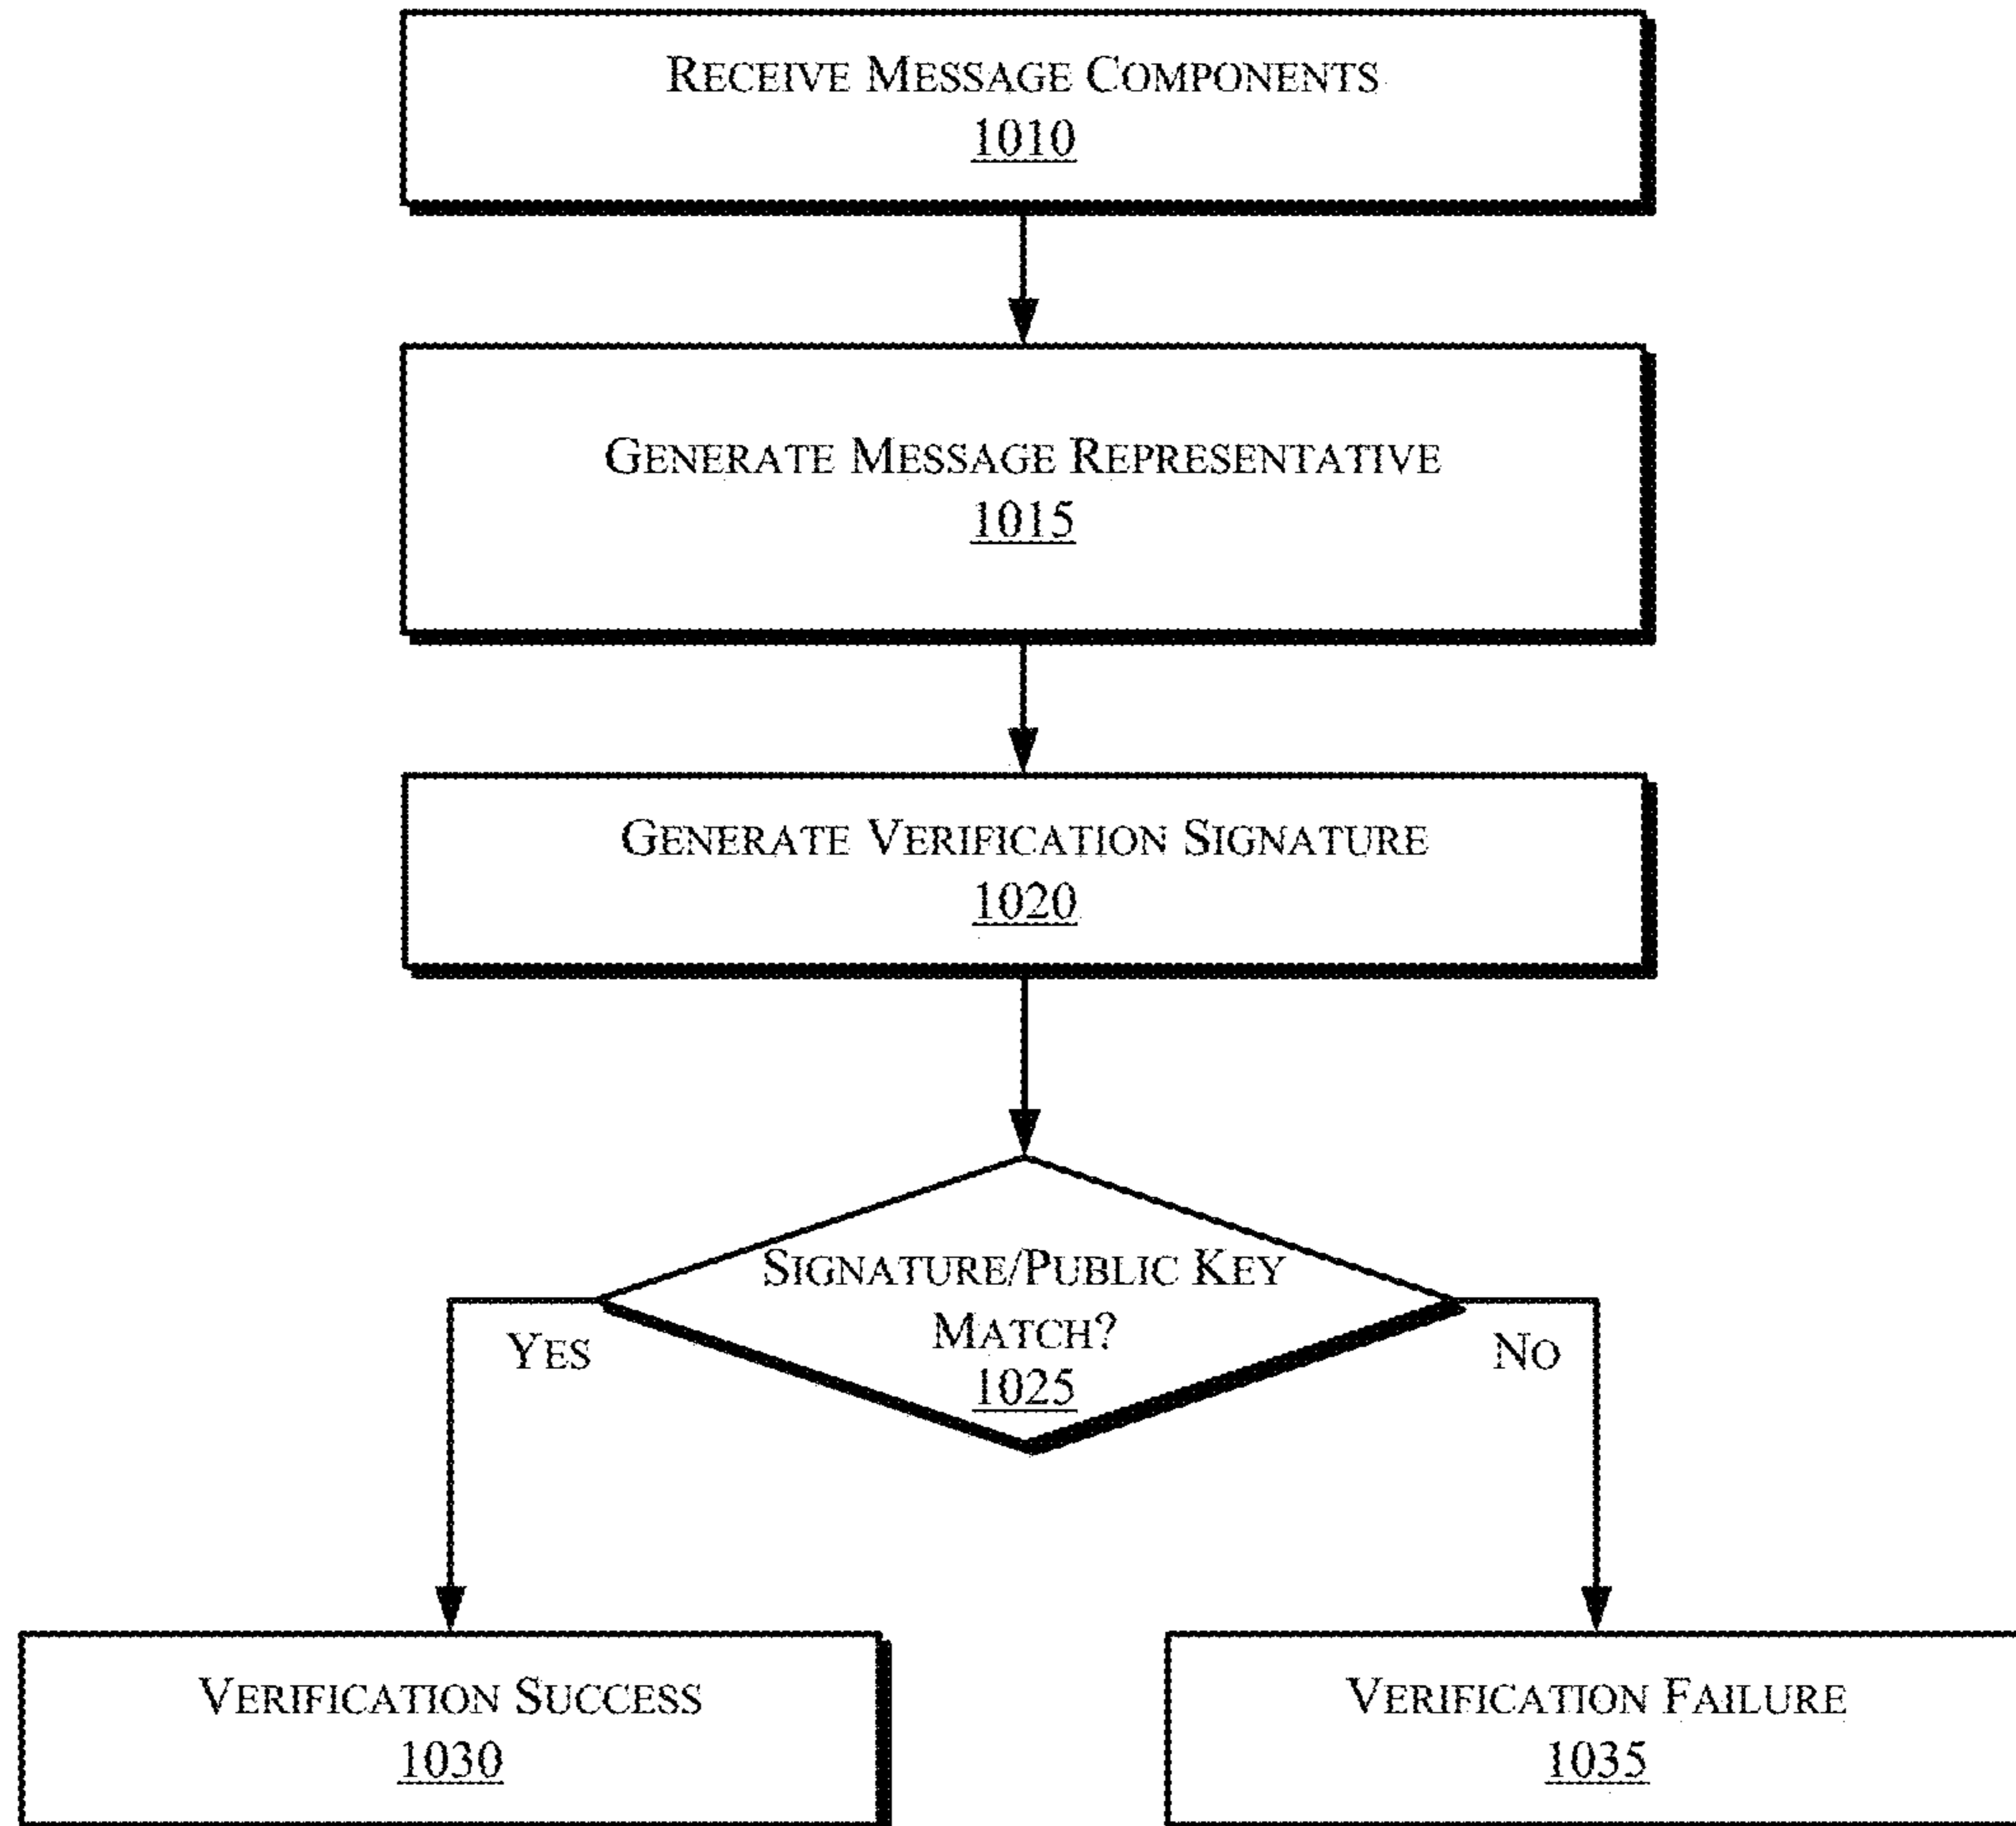 RECEIVE MESSAGE COMPONENTS
1010
GENERATE MESSAGE REPRESENTATIVE
1015
GENERATE VERIFICATION SIGNATURE
1020
SIGNATURE/PUBLIC KEY
MATCH?
1025
YES
NO
VERIFICATION SUCCESS
1030
VERIFICATION FAILURE
1035